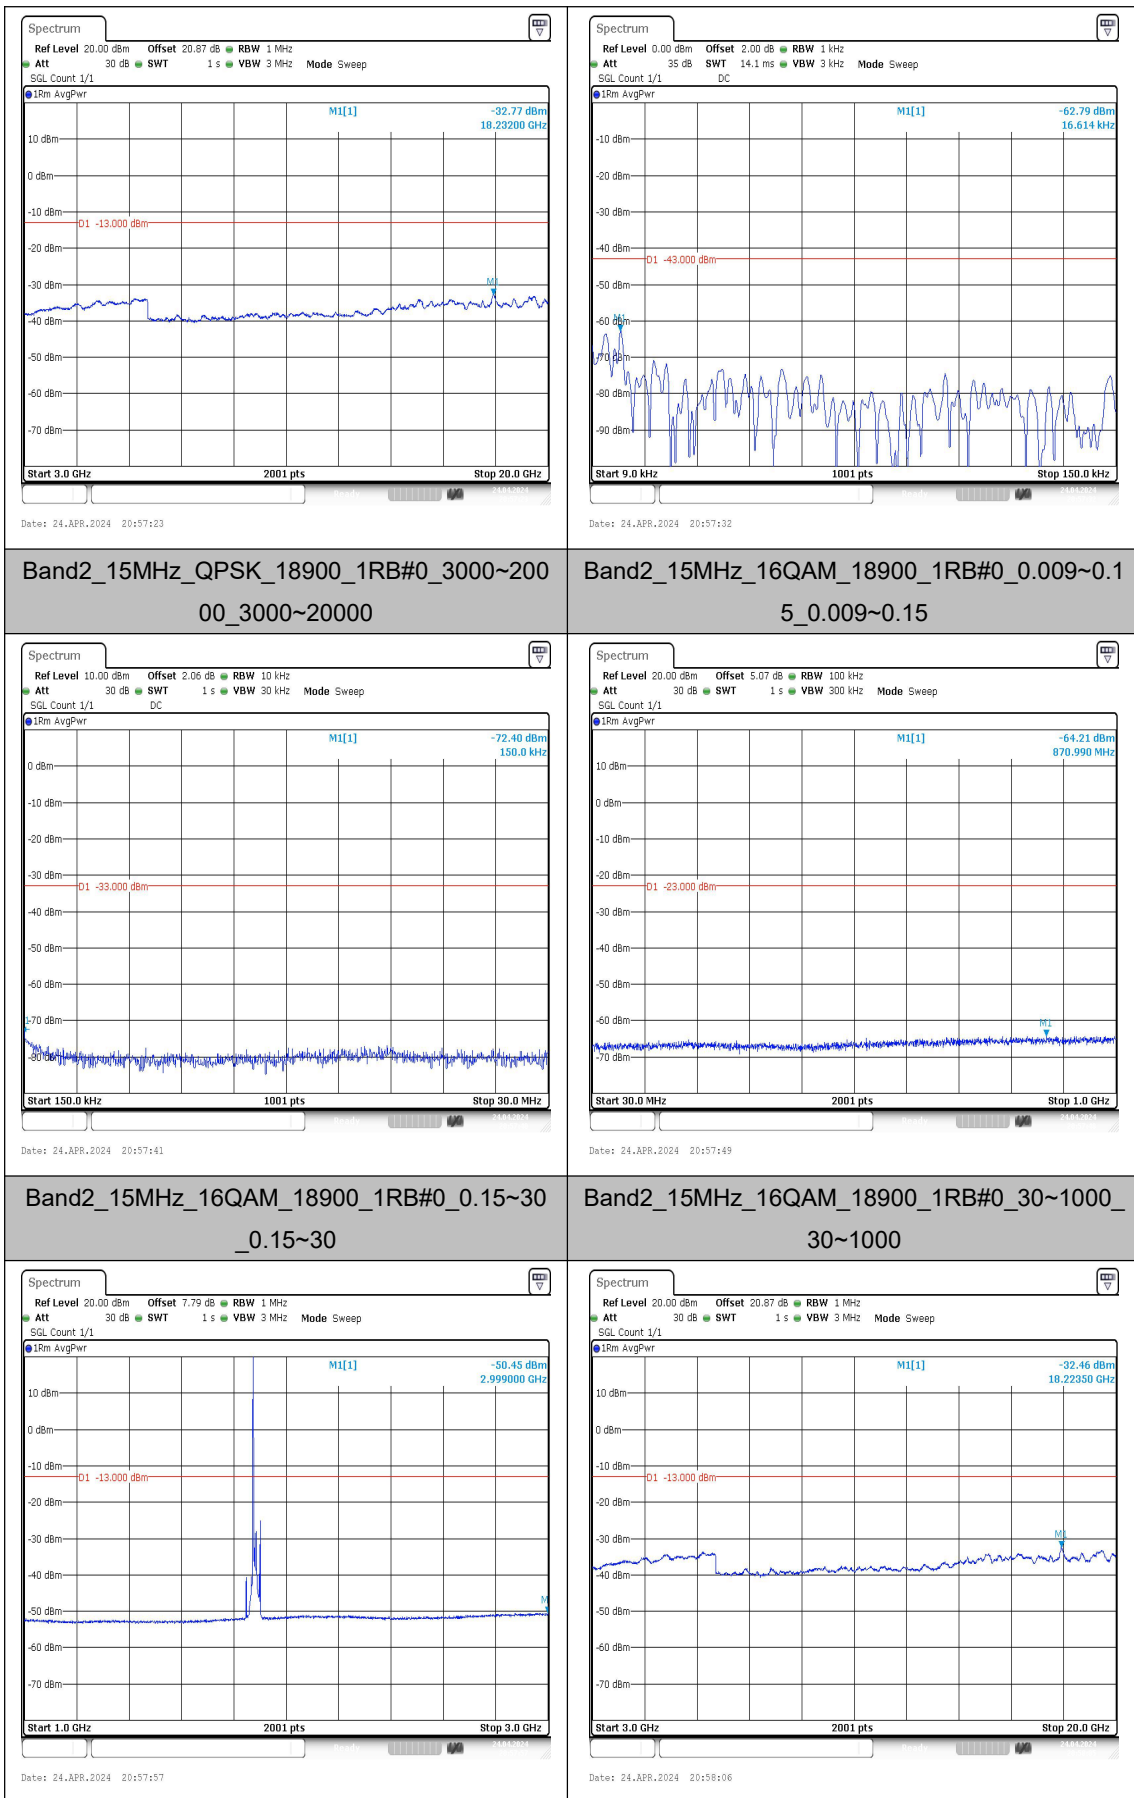 Spectrum
Ref Level 20.00 dBm Offset 20.87 dB RBW 1 MHz
Att 30 dB SWT 1 s VBW 3 MHz Mode Sweep
SGL Count 1/1
1Rm AvgPwr
M1[1] -32.77 dBm
18.23200 GHz
10 dBm
0 dBm
-10 dBm
D1 -13.000 dBm
-20 dBm
-30 dBm
M1
-40 dBm
-50 dBm
-60 dBm
-70 dBm
Start 3.0 GHz 2001 pts Stop 20.0 GHz
Date: 24.APR.2024 20:57:23
Spectrum
Ref Level 0.00 dBm Offset 2.00 dB RBW 1 kHz
Att 35 dB SWT 14.1 ms VBW 3 kHz Mode Sweep
SGL Count 1/1 DC
1Rm AvgPwr
M1[1] -62.79 dBm
16.614 kHz
-10 dBm
-20 dBm
-30 dBm
-40 dBm
D1 -43.000 dBm
-50 dBm
-60 dBm
M1
-70 dBm
-80 dBm
-90 dBm
Start 9.0 kHz 1001 pts Stop 150.0 kHz
Date: 24.APR.2024 20:57:32
Band2_15MHz_QPSK_18900_1RB#0_3000~200
00_3000~20000
Band2_15MHz_16QAM_18900_1RB#0_0.009~0.1
5_0.009~0.15
Spectrum
Ref Level 10.00 dBm Offset 2.06 dB RBW 10 kHz
Att 30 dB SWT 1 s VBW 30 kHz Mode Sweep
SGL Count 1/1 DC
1Rm AvgPwr
M1[1] -72.40 dBm
150.0 kHz
0 dBm
-10 dBm
-20 dBm
-30 dBm
D1 -33.000 dBm
-40 dBm
-50 dBm
-60 dBm
-70 dBm
-80 dBm
Start 150.0 kHz 1001 pts Stop 30.0 MHz
Date: 24.APR.2024 20:57:41
Spectrum
Ref Level 20.00 dBm Offset 5.07 dB RBW 100 kHz
Att 30 dB SWT 1 s VBW 300 kHz Mode Sweep
SGL Count 1/1
1Rm AvgPwr
M1[1] -64.21 dBm
870.990 MHz
10 dBm
0 dBm
-10 dBm
-20 dBm
D1 -23.000 dBm
-30 dBm
-40 dBm
-50 dBm
-60 dBm
M1
-70 dBm
Start 30.0 MHz 2001 pts Stop 1.0 GHz
Date: 24.APR.2024 20:57:49
Band2_15MHz_16QAM_18900_1RB#0_0.15~30
_0.15~30
Band2_15MHz_16QAM_18900_1RB#0_30~1000_
30~1000
Spectrum
Ref Level 20.00 dBm Offset 7.79 dB RBW 1 MHz
Att 30 dB SWT 1 s VBW 3 MHz Mode Sweep
SGL Count 1/1
1Rm AvgPwr
M1[1] -50.45 dBm
2.999000 GHz
10 dBm
0 dBm
-10 dBm
D1 -13.000 dBm
-20 dBm
-30 dBm
-40 dBm
-50 dBm
M
-60 dBm
-70 dBm
Start 1.0 GHz 2001 pts Stop 3.0 GHz
Date: 24.APR.2024 20:57:57
Spectrum
Ref Level 20.00 dBm Offset 20.87 dB RBW 1 MHz
Att 30 dB SWT 1 s VBW 3 MHz Mode Sweep
SGL Count 1/1
1Rm AvgPwr
M1[1] -32.46 dBm
18.22350 GHz
10 dBm
0 dBm
-10 dBm
D1 -13.000 dBm
-20 dBm
-30 dBm
M1
-40 dBm
-50 dBm
-60 dBm
-70 dBm
Start 3.0 GHz 2001 pts Stop 20.0 GHz
Date: 24.APR.2024 20:58:06